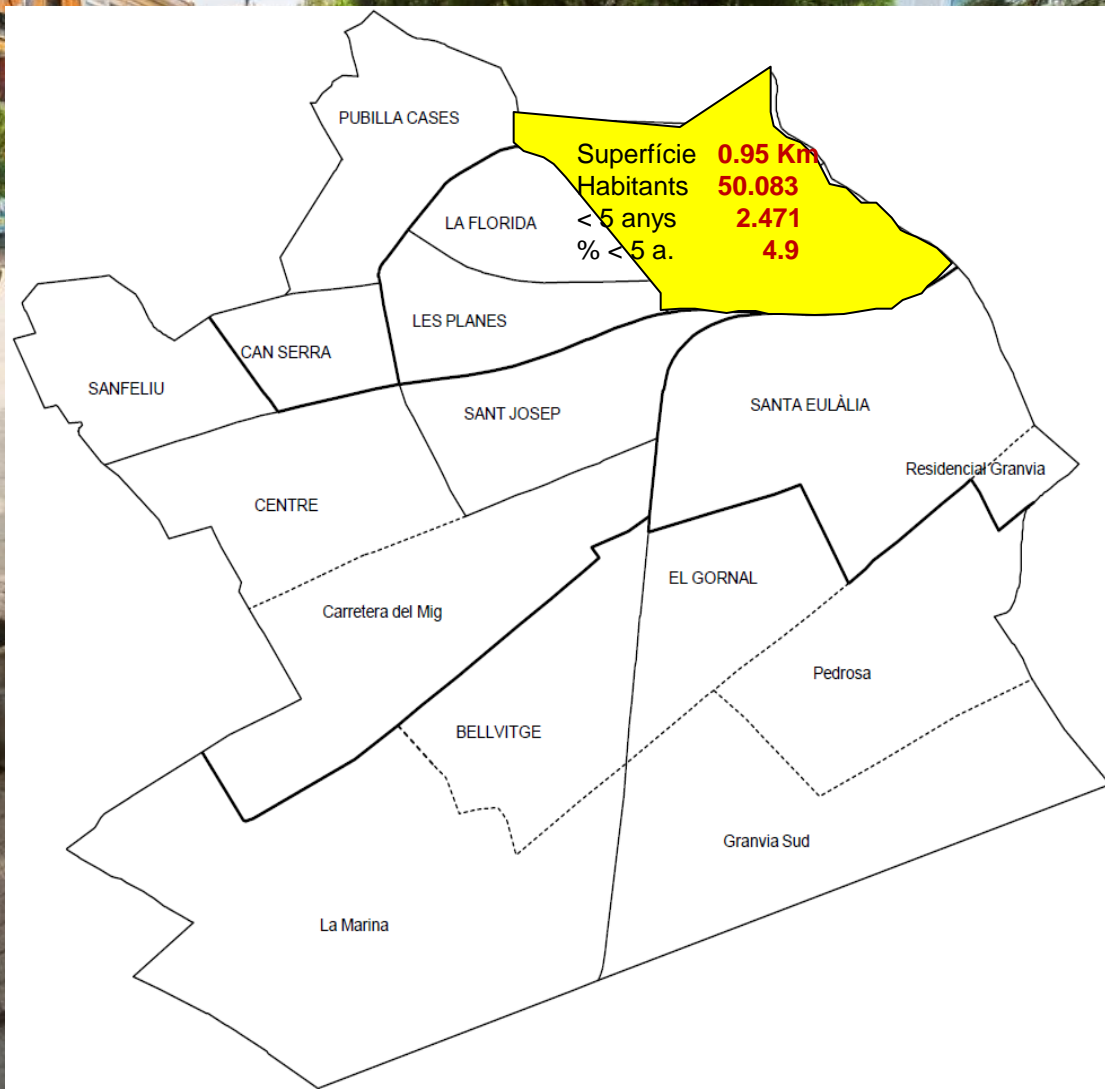 PUBILLA CASES
Superfície 0.95 Km
Habitants 50.083
< 5 anys 2.471
% < 5 a. 4.9
LA FLORIDA
LES PLANES
CAN SERRA
SANFELIU
SANT JOSEP
SANTA EULÀLIA
Residencial Granvia
CENTRE
EL GORNAL
Carretera del Mig
Pedrosa
BELLVITGE
Granvia Sud
La Marina